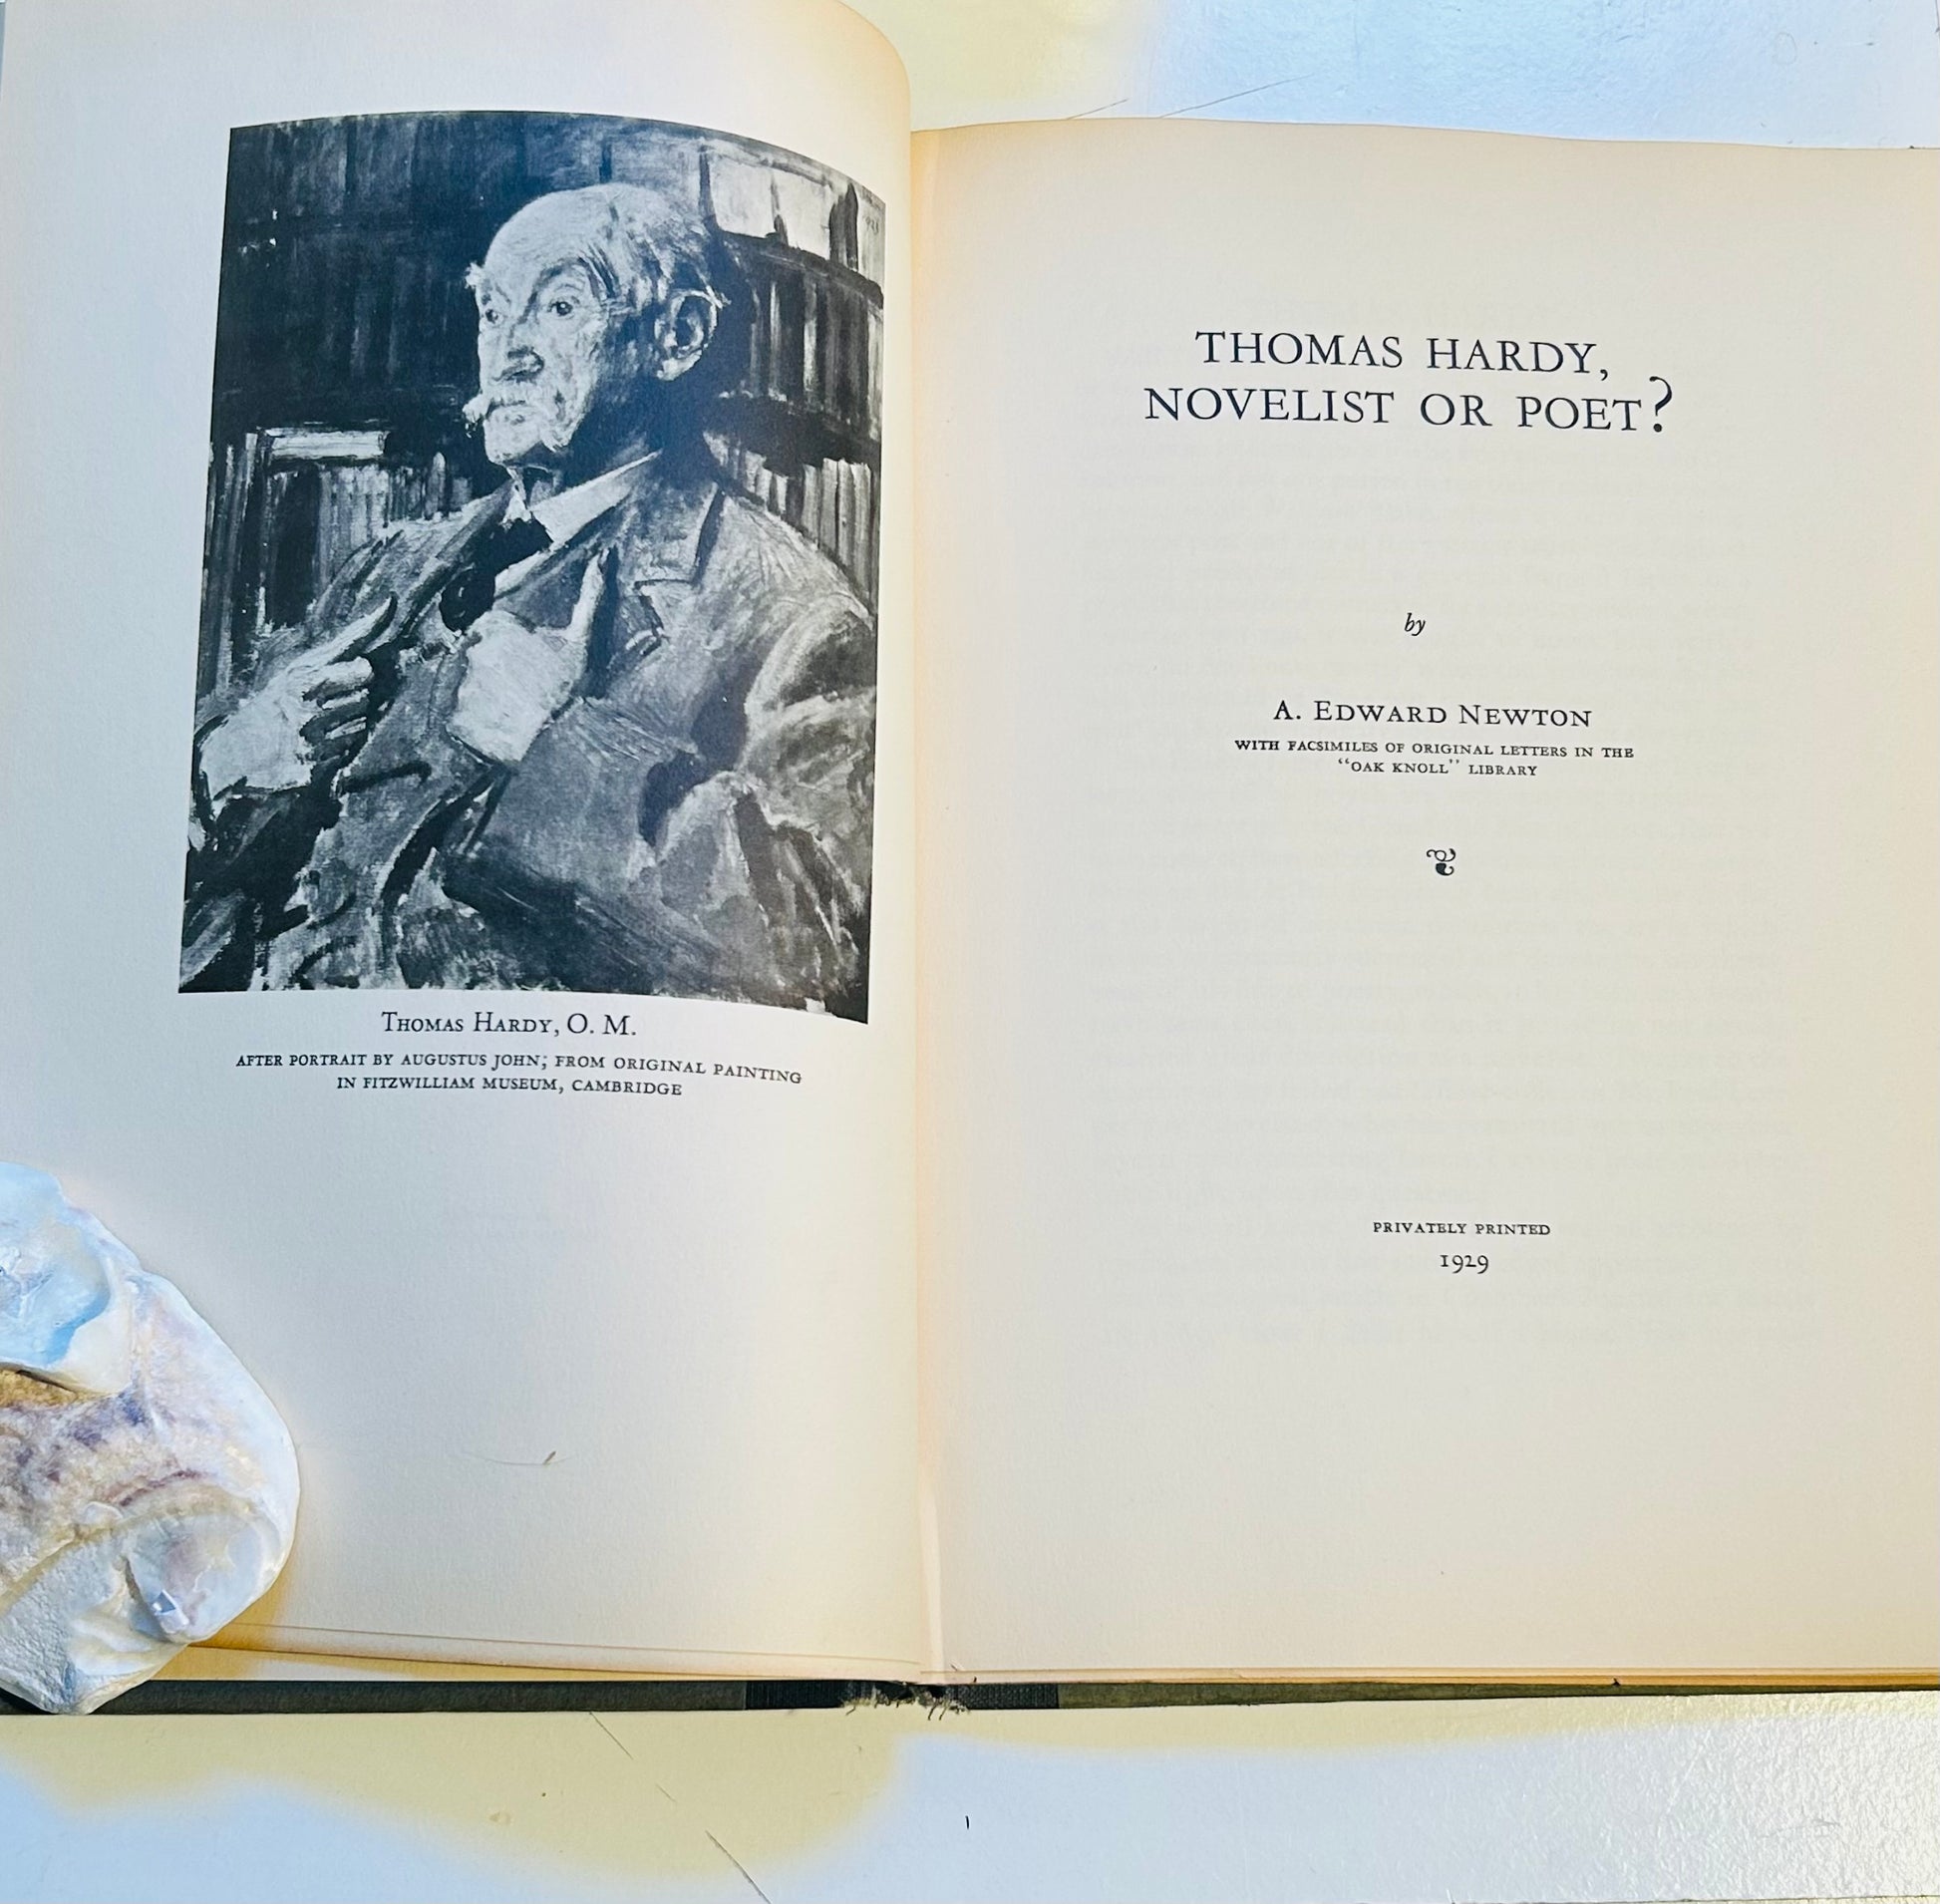 THOMAS HARDY, O. M.
AFTER PORTRAIT BY AUGUSTUS JOHN; FROM ORIGINAL PAINTING
IN FITZWILLIAM MUSEUM, CAMBRIDGE
THOMAS HARDY,
NOVELIST OR POET?
by
A. EDWARD NEWTON
WITH FACSIMILES OF ORIGINAL LETTERS IN THE
"OAK KNOLL" LIBRARY
PRIVATELY PRINTED
1929